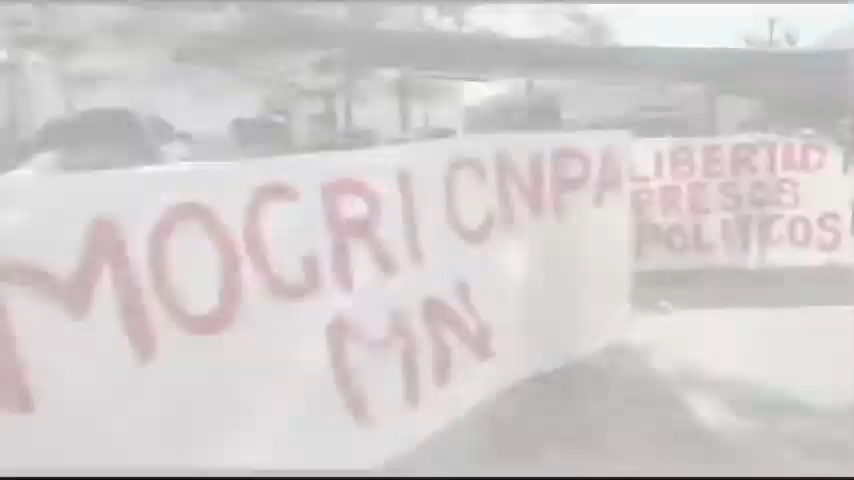 MOCRI CNPA
MN
LIBERTAD
PRESOS
POLITICOS